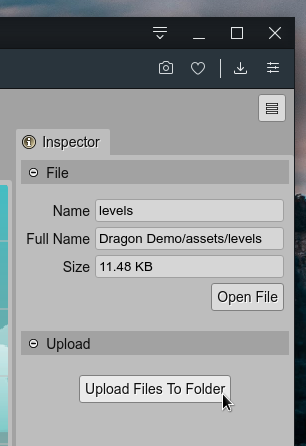 Inspector
File
Name levels
Full Name Dragon Demo/assets/levels
Size 11.48 KB
Open File
Upload
Upload Files To Folder